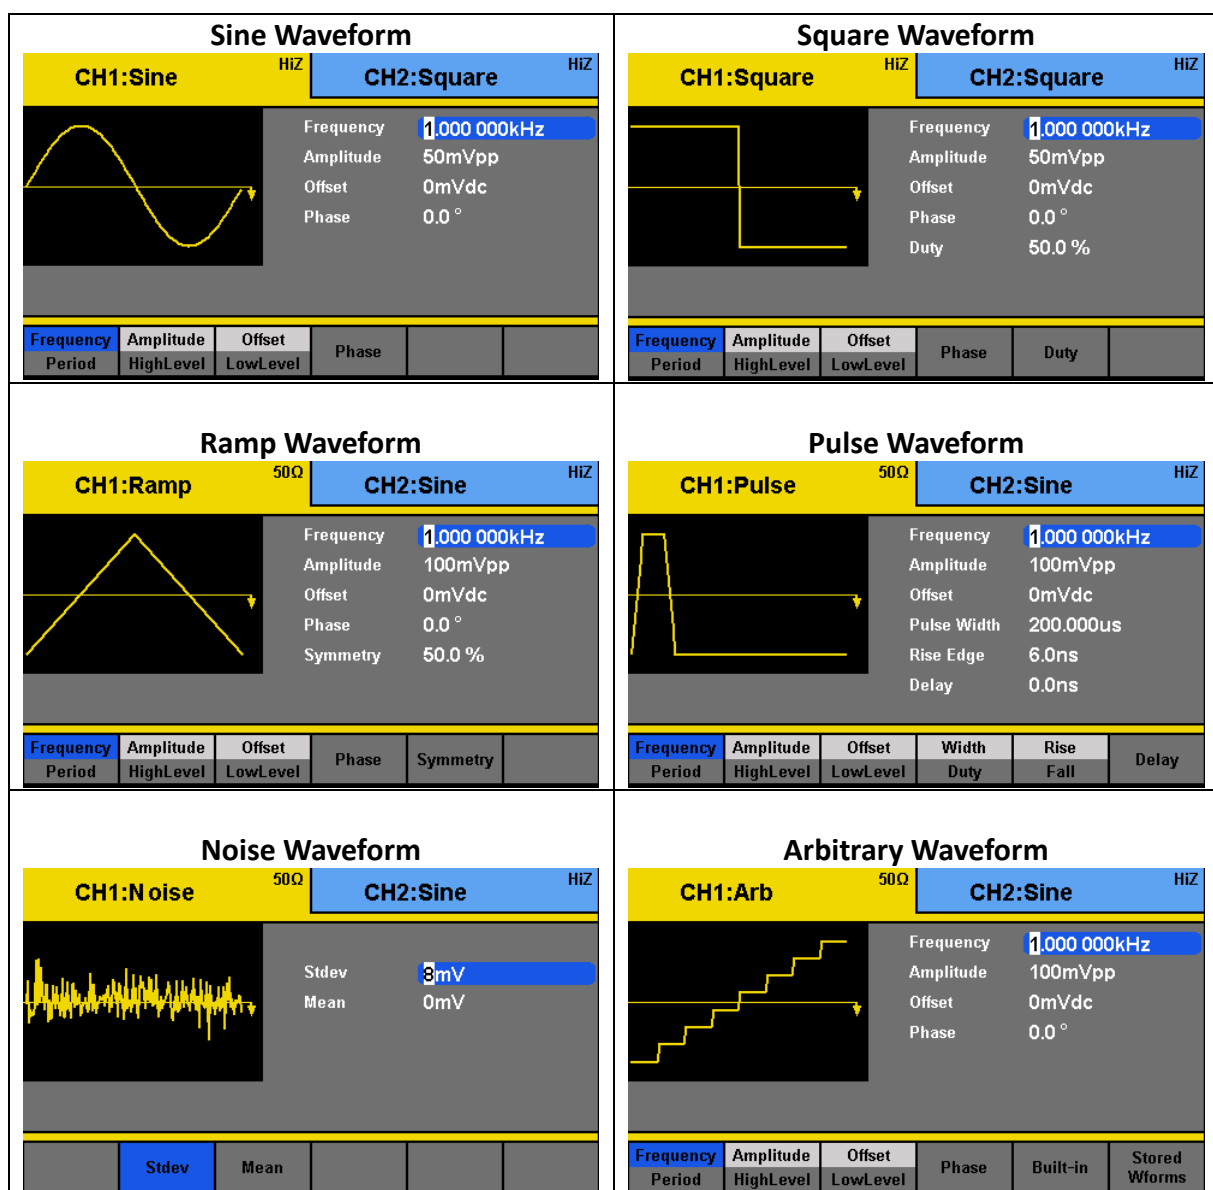 Sine Waveform
CH1:Sine HiZ CH2:Square HiZ
Frequency 1.000 000kHz
Amplitude 50mVpp
Offset 0mVdc
Phase 0.0 °
Frequency Amplitude Offset Phase
Period HighLevel LowLevel
Square Waveform
CH1:Square HiZ CH2:Square HiZ
Frequency 1.000 000kHz
Amplitude 50mVpp
Offset 0mVdc
Phase 0.0 °
Duty 50.0 %
Frequency Amplitude Offset Phase Duty
Period HighLevel LowLevel
Ramp Waveform
CH1:Ramp 50Ω CH2:Sine HiZ
Frequency 1.000 000kHz
Amplitude 100mVpp
Offset 0mVdc
Phase 0.0 °
Symmetry 50.0 %
Frequency Amplitude Offset Phase Symmetry
Period HighLevel LowLevel
Pulse Waveform
CH1:Pulse 50Ω CH2:Sine HiZ
Frequency 1.000 000kHz
Amplitude 100mVpp
Offset 0mVdc
Pulse Width 200.000us
Rise Edge 6.0ns
Delay 0.0ns
Frequency Amplitude Offset Width Rise Delay
Period HighLevel LowLevel Duty Fall
Noise Waveform
CH1:Noise 50Ω CH2:Sine HiZ
Stdev 8mV
Mean 0mV
Stdev Mean
Arbitrary Waveform
CH1:Arb 50Ω CH2:Sine HiZ
Frequency 1.000 000kHz
Amplitude 100mVpp
Offset 0mVdc
Phase 0.0 °
Frequency Amplitude Offset Phase Built-in Stored
Period HighLevel LowLevel Wforms